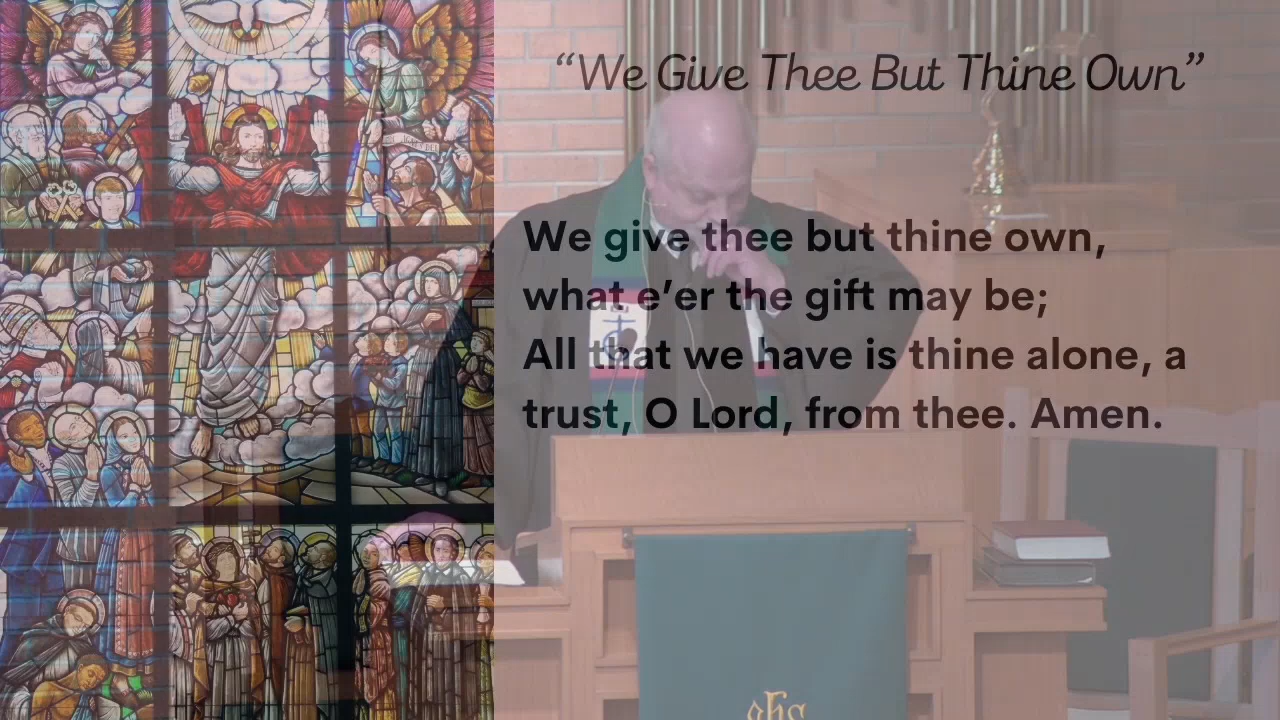 “We Give Thee But Thine Own”
We give thee but thine own,
what e’er the gift may be;
All that we have is thine alone, a
trust, O Lord, from thee. Amen.